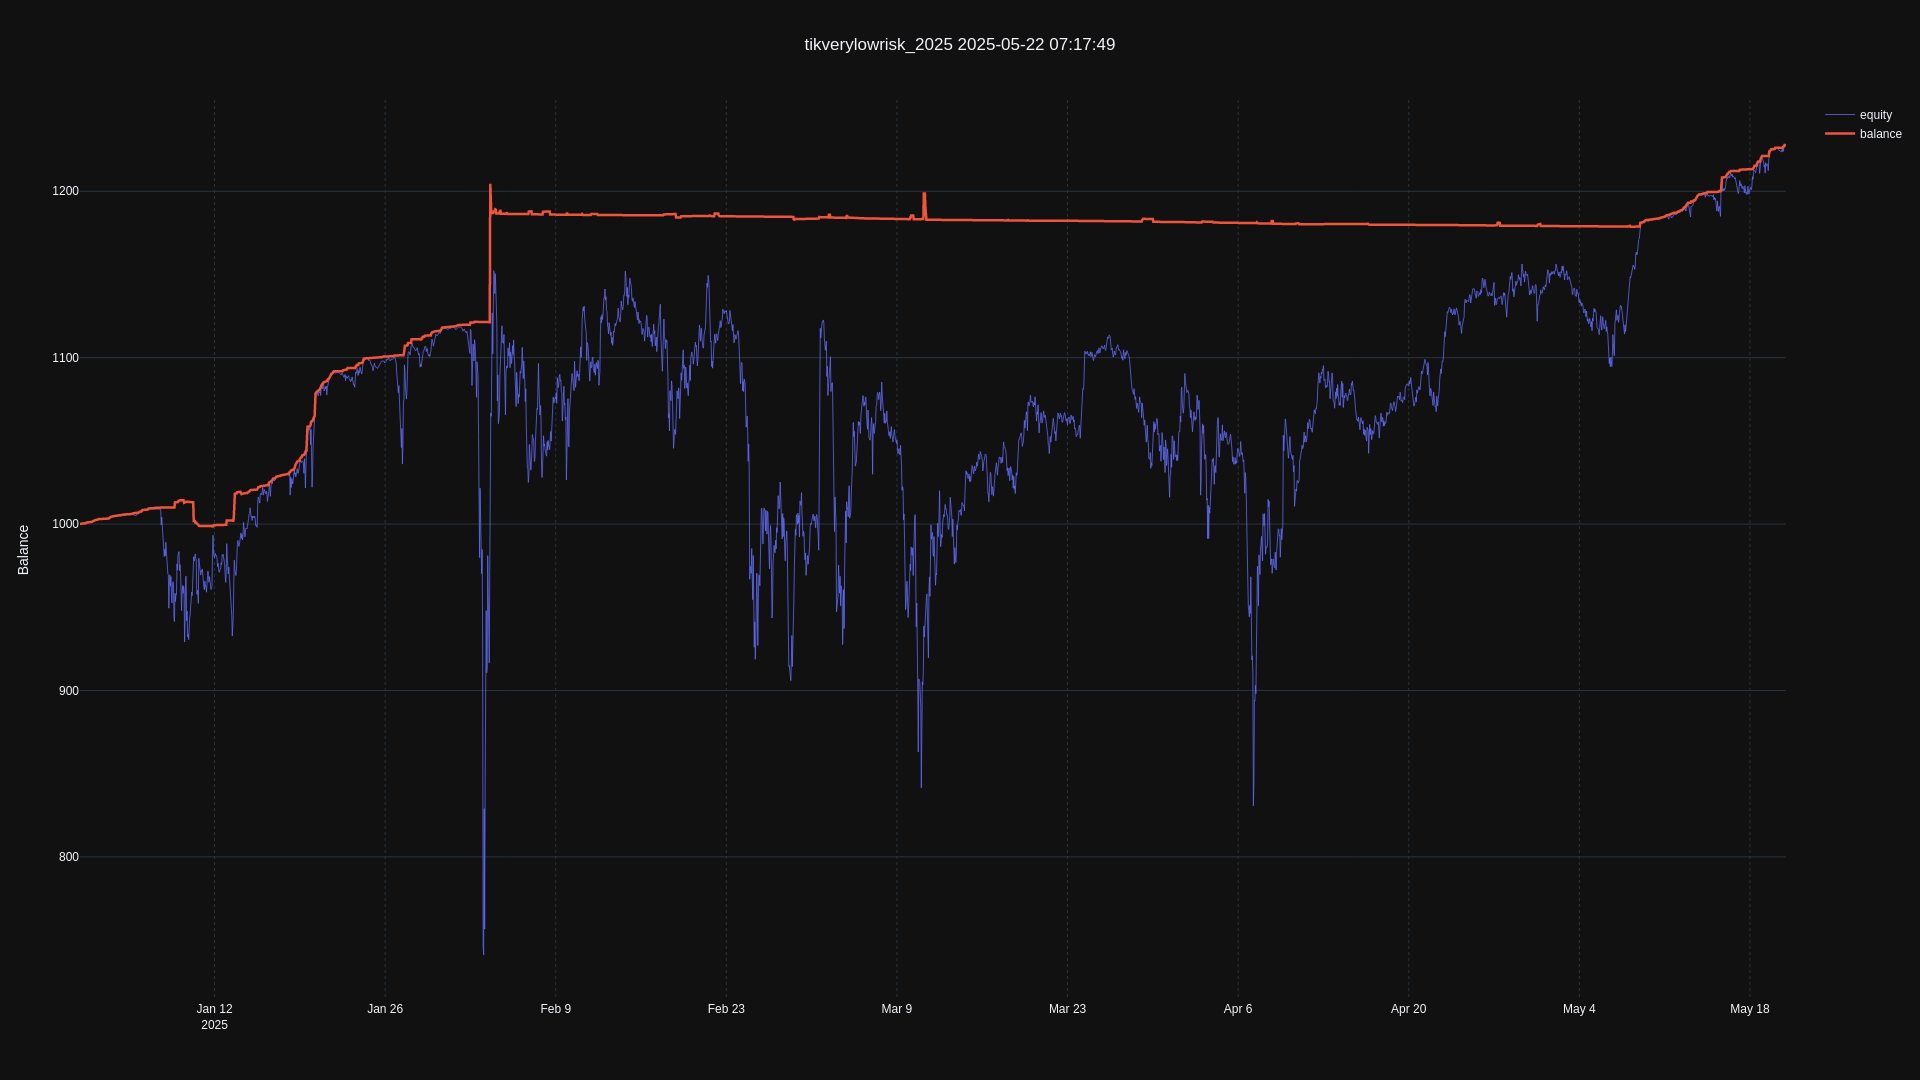 tikverylowrisk_2025 2025-05-22 07:17:49
equity
balance
Balance
1200
1100
1000
900
800
Jan 12
2025
Jan 26
Feb 9
Feb 23
Mar 9
Mar 23
Apr 6
Apr 20
May 4
May 18